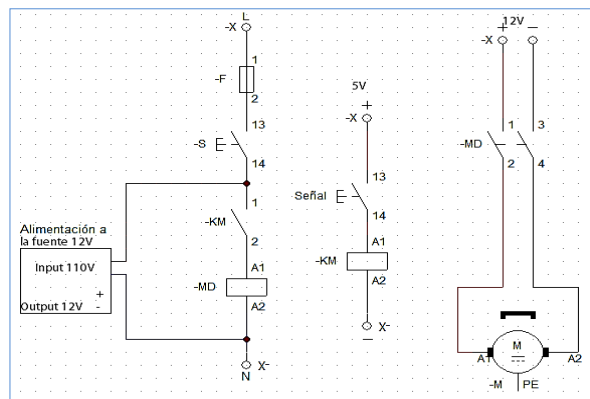 L
-X
1
-F
2
13
-S
14
1
-KM
2
A1
-MD
A2
X-
N
Alimentación a
la fuente 12V
Input 110V
+
Output 12V -
5V
+
-X
13
Señal
14
A1
-KM
A2
X-
–
12V
+ –
-X
1 3
-MD
2 4
M
A1 A2
-M PE